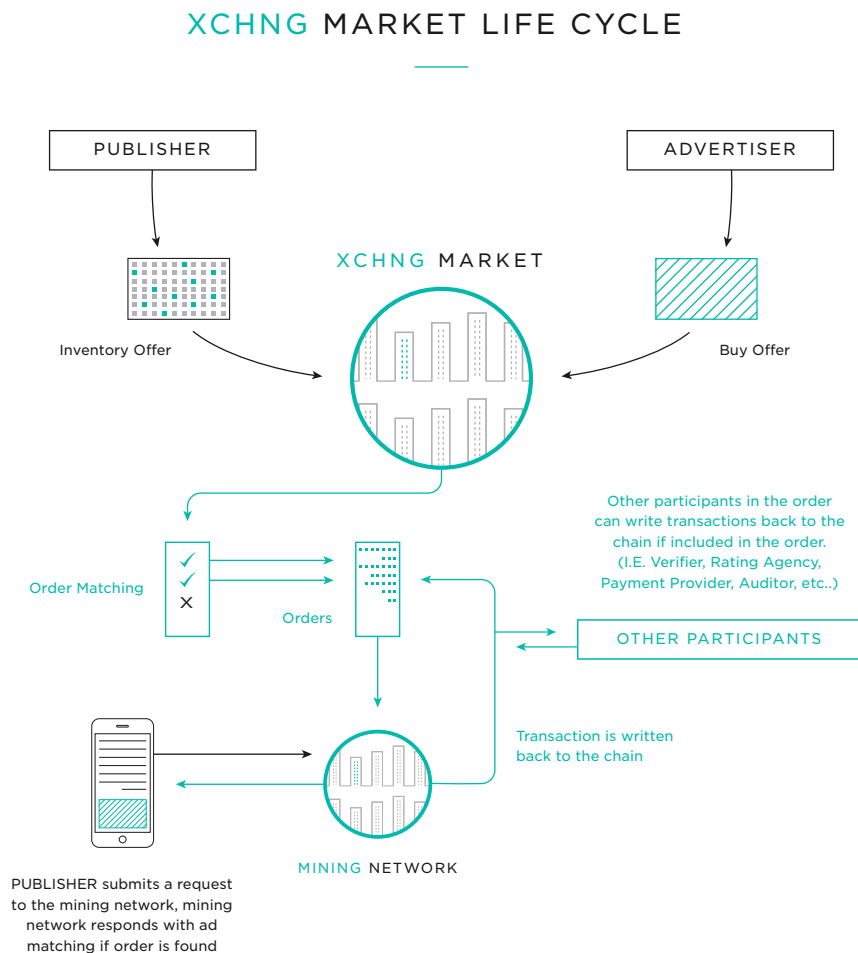 XCHNG MARKET LIFE CYCLE
PUBLISHER
ADVERTISER
XCHNG MARKET
Inventory Offer
Buy Offer
Other participants in the order
can write transactions back to the
chain if included in the order.
(I.E. Verifier, Rating Agency,
Payment Provider, Auditor, etc..)
Order Matching
X
Orders
OTHER PARTICIPANTS
Transaction is written
back to the chain
MINING NETWORK
PUBLISHER submits a request
to the mining network, mining
network responds with ad
matching if order is found